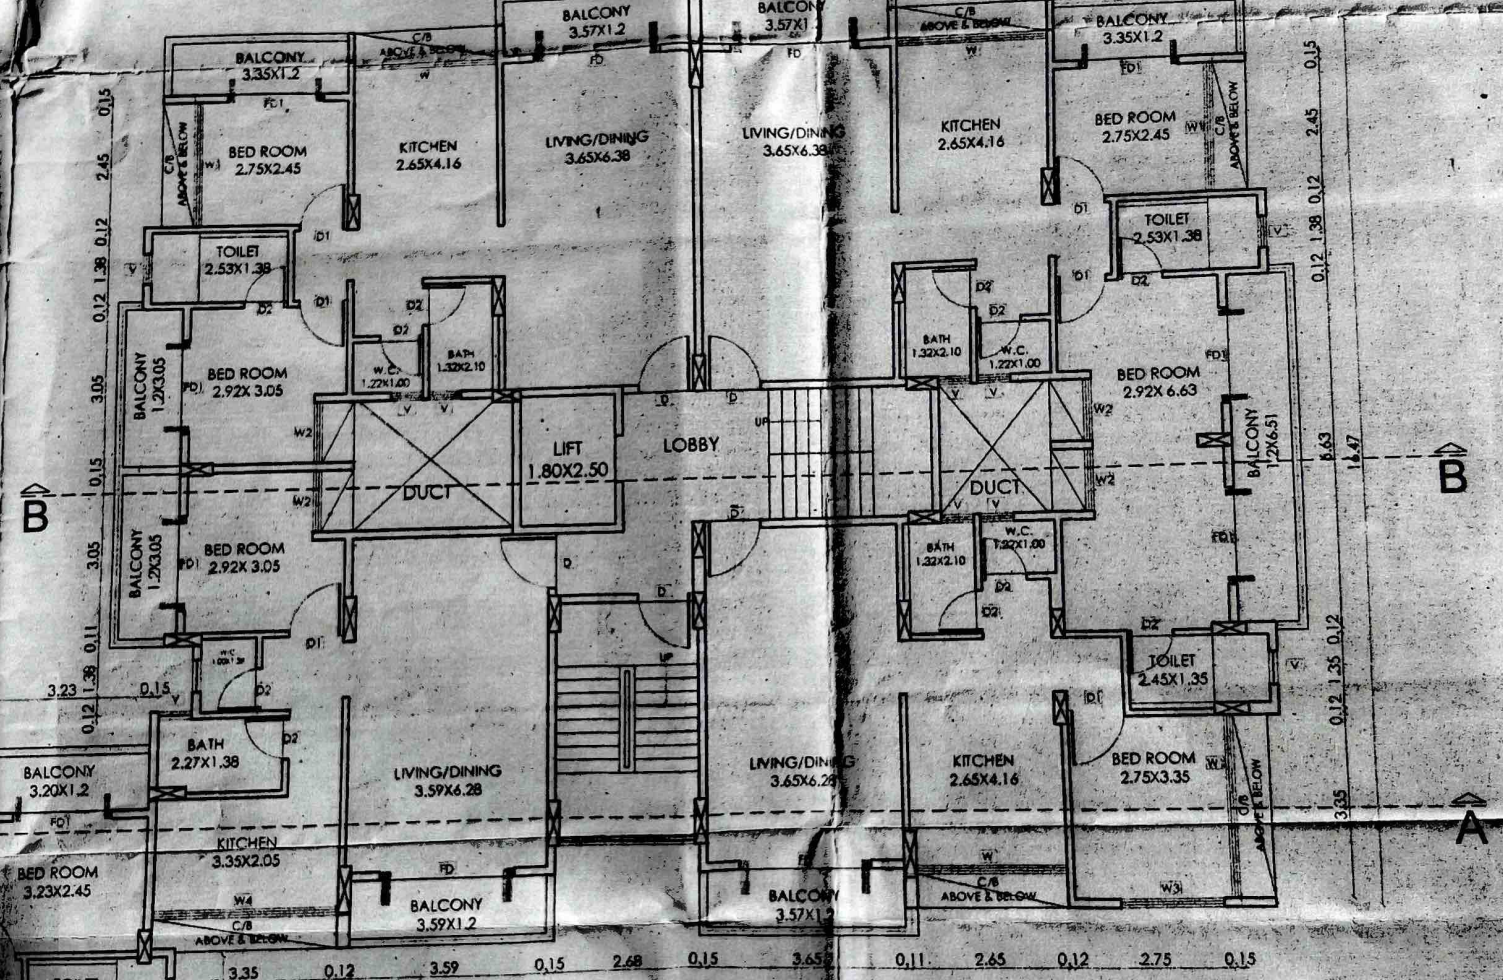 BALCONY
3.57X1.2
BALCONY
3.57X1.
C/B
ABOVE & BELOW
BALCONY
3.35X1.2
C/B
ABOVE & BELOW
BALCONY
3.35X1.2
W
FD
FD
W
FD1
FD1
0,15
0,15
BED ROOM
2.75X2.45
KITCHEN
2.65X4.16
LIVING/DINING
3.65X6.38
LIVING/DINING
3.65X6.38
KITCHEN
2.65X4.16
BED ROOM
2.75X2.45
C/B
ABOVE & BELOW
W1
W1
C/B
ABOVE & BELOW
2.45
2.45
0,12
0,12
D1
D1
TOILET
2.53X1.38
TOILET
2.53X1.38
V
V
1.38
1.38
0,12
0,12
D1
D2
D2
D2
D2
D1
D2
D2
BATH
1.32X2.10
W.C.
1.22X1.00
BATH
1.32X2.10
W.C.
1.22X1.00
BALCONY
1.2X3.05
FD1
BED ROOM
2.92X 3.05
3.05
FD1
BED ROOM
2.92X 6.63
V
V
D
D
V
V
W2
W2
UP
LIFT
1.80X2.50
LOBBY
BALCONY
1.2X6.51
6.63
16.47
0,15
B
B
W2
DUCT
DUCT
W2
V
V
D
BALCONY
1.2X3.05
FD1
BED ROOM
2.92X 3.05
3.05
BATH
1.32X2.10
W.C.
FD1
D
D
D2
D2
D1
0,11
0,12
D2
UP
D2
TOILET
2.45X1.35
V
1.38
1.35
3.23
0,15
V
0,12
0,12
D1
D2
BATH
2.27X1.38
BALCONY
3.20X1.2
LIVING/DINING
3.59X6.28
LIVING/DINING
3.65X6.28
KITCHEN
2.65X4.16
BED ROOM
2.75X3.35
C/B
ABOVE & BELOW
3.35
FD1
A
KITCHEN
3.35X2.05
BED ROOM
3.23X2.45
FD
W
C/B
ABOVE & BELOW
W3
W4
BALCONY
3.59X1.2
BALCONY
3.57X1.2
C/B
ABOVE & BELOW
3.35
0,12
3.59
0,15
2.68
0,15
3.65
0,11
2.65
0,12
2.75
0,15